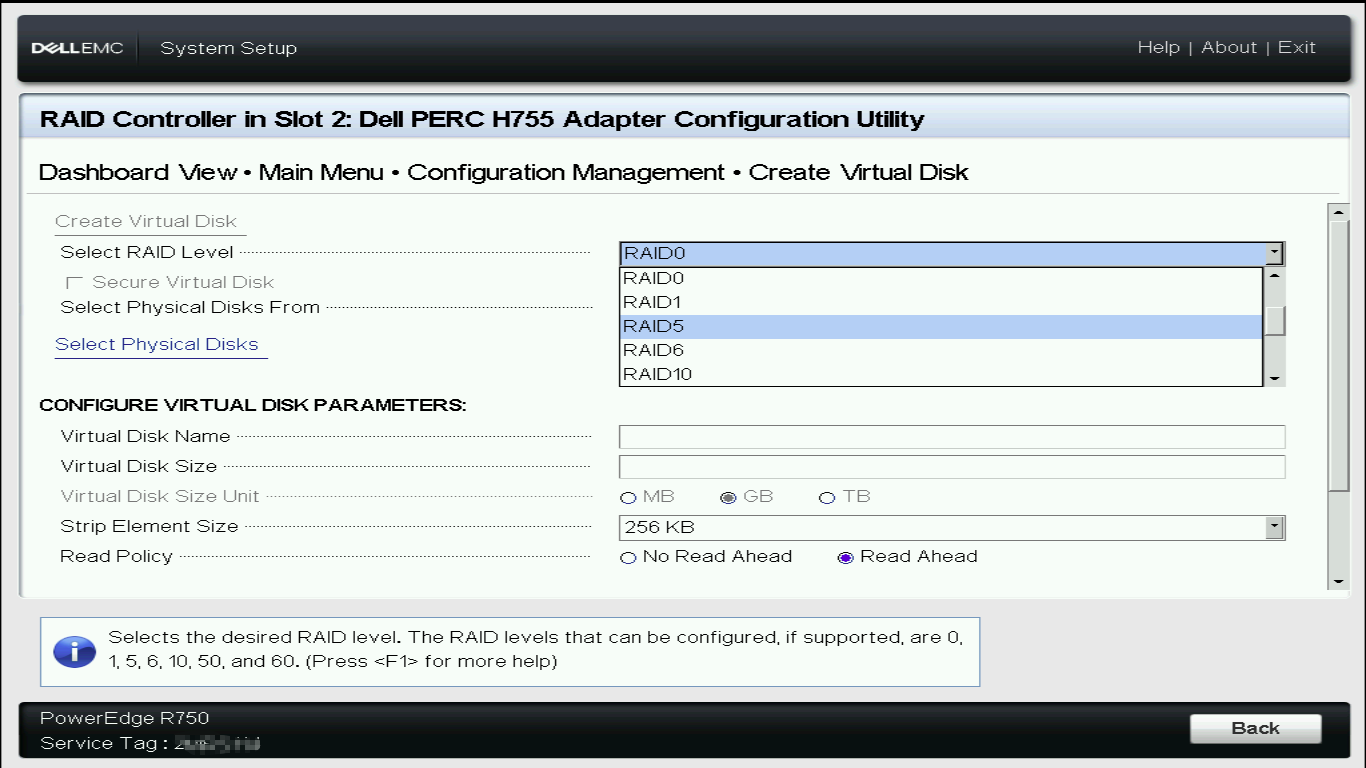 DELLEMC System Setup Help | About | Exit
RAID Controller in Slot 2: Dell PERC H755 Adapter Configuration Utility
Dashboard View • Main Menu • Configuration Management • Create Virtual Disk
Create Virtual Disk
Select RAID Level RAID0
RAID0
Secure Virtual Disk
RAID1
Select Physical Disks From
RAID5
Select Physical Disks
RAID6
RAID10
CONFIGURE VIRTUAL DISK PARAMETERS:
Virtual Disk Name
Virtual Disk Size
Virtual Disk Size Unit MB GB TB
Strip Element Size 256 KB
Read Policy No Read Ahead Read Ahead
Selects the desired RAID level. The RAID levels that can be configured, if supported, are 0,
1, 5, 6, 10, 50, and 60. (Press <F1> for more help)
PowerEdge R750
Service Tag :
Back